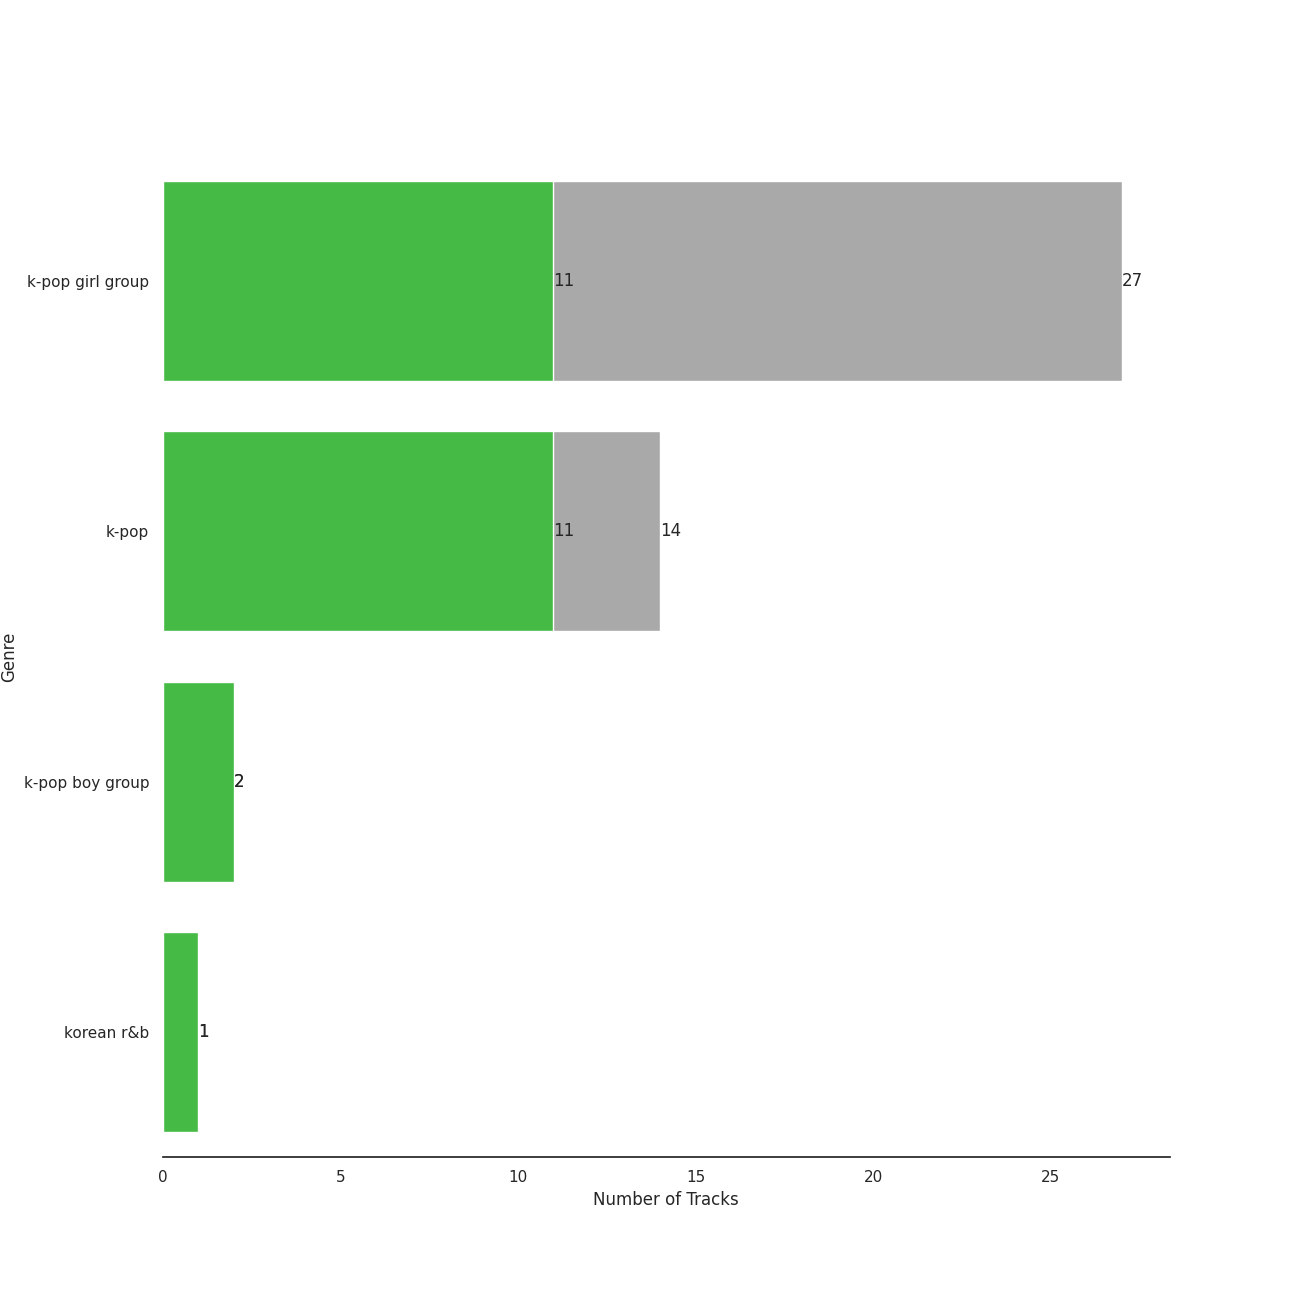 k-pop girl group
11
27
k-pop
11
14
Genre
k-pop boy group
2
korean r&b
1
0 5 10 15 20 25
Number of Tracks